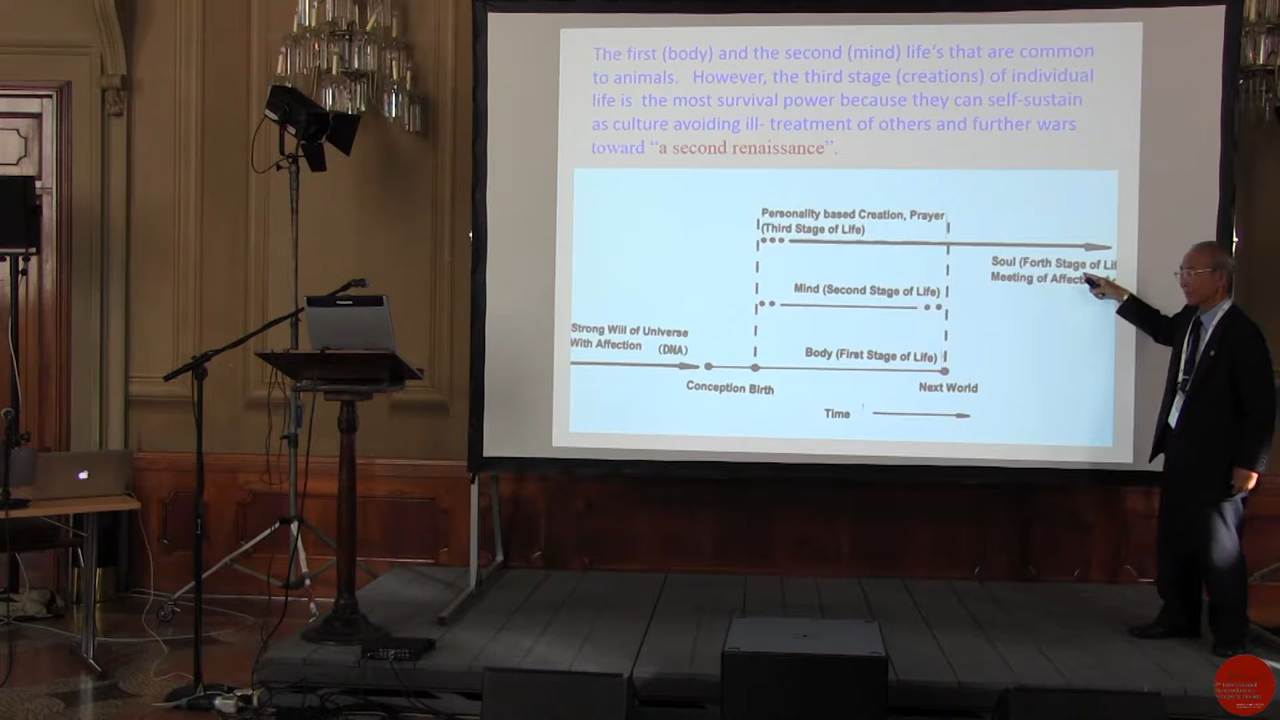 The first (body) and the second (mind) life's that are common
to animals. However, the third stage (creations) of individual
life is the most survival power because they can self-sustain
as culture avoiding ill- treatment of others and further wars
toward "a second renaissance".
Personality based Creation, Prayer
(Third Stage of Life)
Soul (Forth Stage of Lif
Meeting of
Mind (Second Stage of Life)
Strong Will of Universe
With Affection (DNA)
Body (First Stage of Life)
Conception Birth
Next World
Time